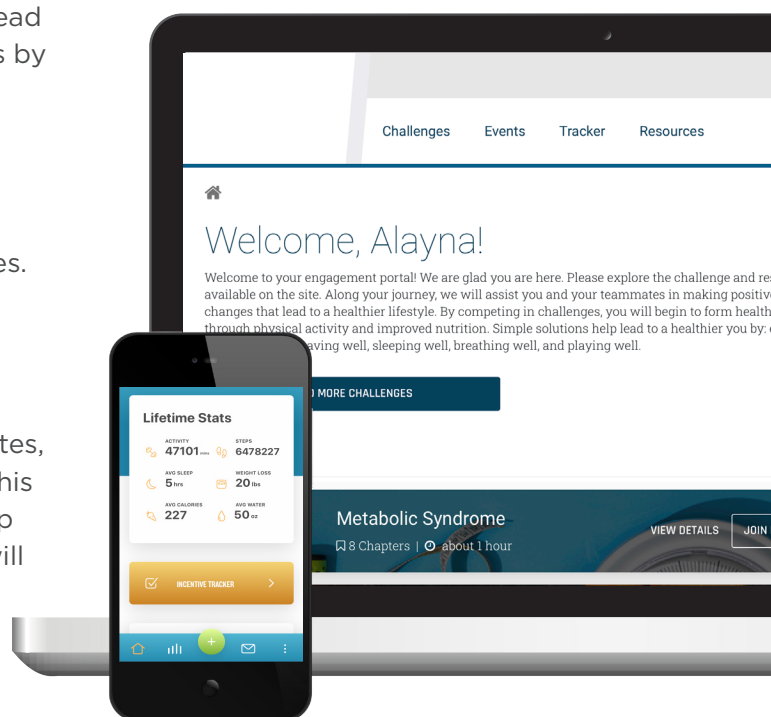 ead
s by
es.
tes,
his
p
ill
Challenges Events Tracker Resources
Welcome, Alayna!
Welcome to your engagement portal! We are glad you are here. Please explore the challenge and res
available on the site. Along your journey, we will assist you and your teammates in making positive
changes that lead to a healthier lifestyle. By competing in challenges, you will begin to form health
through physical activity and improved nutrition. Simple solutions help lead to a healthier you by:
aving well, sleeping well, breathing well, and playing well.
MORE CHALLENGES
Metabolic Syndrome
8 Chapters | about 1 hour
VIEW DETAILS JOIN
Lifetime Stats
ACTIVITY STEPS
47101 6478227
AVG SLEEP WEIGHT LOSS
5 hrs 20 lbs
AVG CALORIES AVG WATER
227 50 oz
INCENTIVE TRACKER